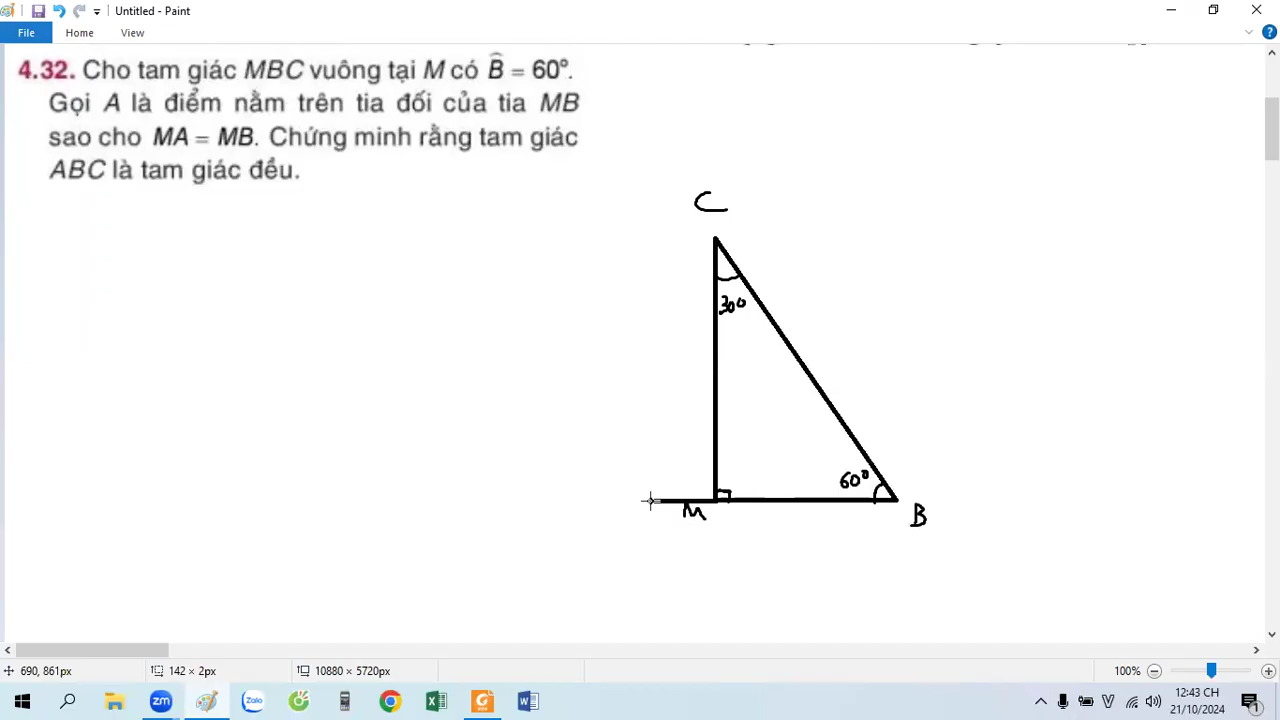 Untitled - Paint
File
Home
View
4.32. Cho tam giác MBC vuông tại M có B̂ = 60°.
Gọi A là điểm nằm trên tia đối của tia MB
sao cho MA = MB. Chứng minh rằng tam giác
ABC là tam giác đều.
C
30°
60°
M
B
690, 861px
142 × 2px
10880 × 5720px
100%
zm
Zalo
12:43 CH
21/10/2024